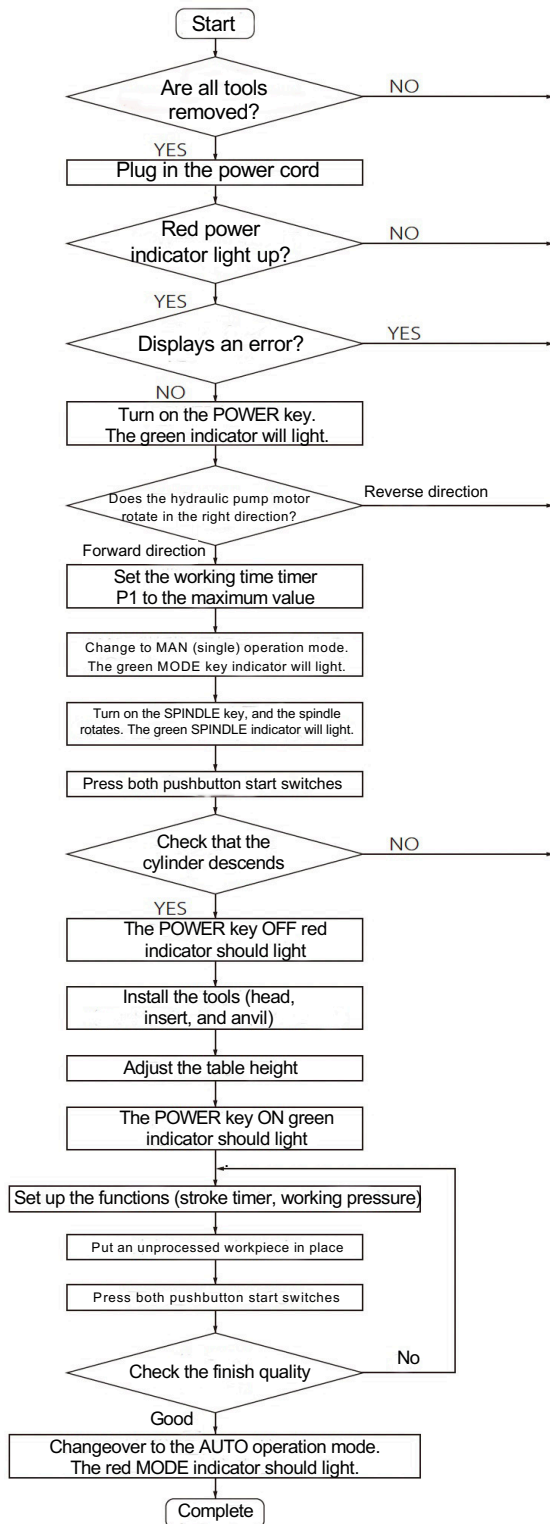 Start
Are all tools
removed?
NO
YES
Plug in the power cord
Red power
indicator light up?
NO
YES
Displays an error?
YES
NO
Turn on the POWER key.
The green indicator will light.
Does the hydraulic pump motor
rotate in the right direction?
Reverse direction
Forward direction
Set the working time timer
P1 to the maximum value
Change to MAN (single) operation mode.
The green MODE key indicator will light.
Turn on the SPINDLE key, and the spindle
rotates. The green SPINDLE indicator will light.
Press both pushbutton start switches
Check that the
cylinder descends
NO
YES
The POWER key OFF red
indicator should light
Install the tools (head,
insert, and anvil)
Adjust the table height
The POWER key ON green
indicator should light
Set up the functions (stroke timer, working pressure)
Put an unprocessed workpiece in place
Press both pushbutton start switches
Check the finish quality
No
Good
Changeover to the AUTO operation mode.
The red MODE indicator should light.
Complete